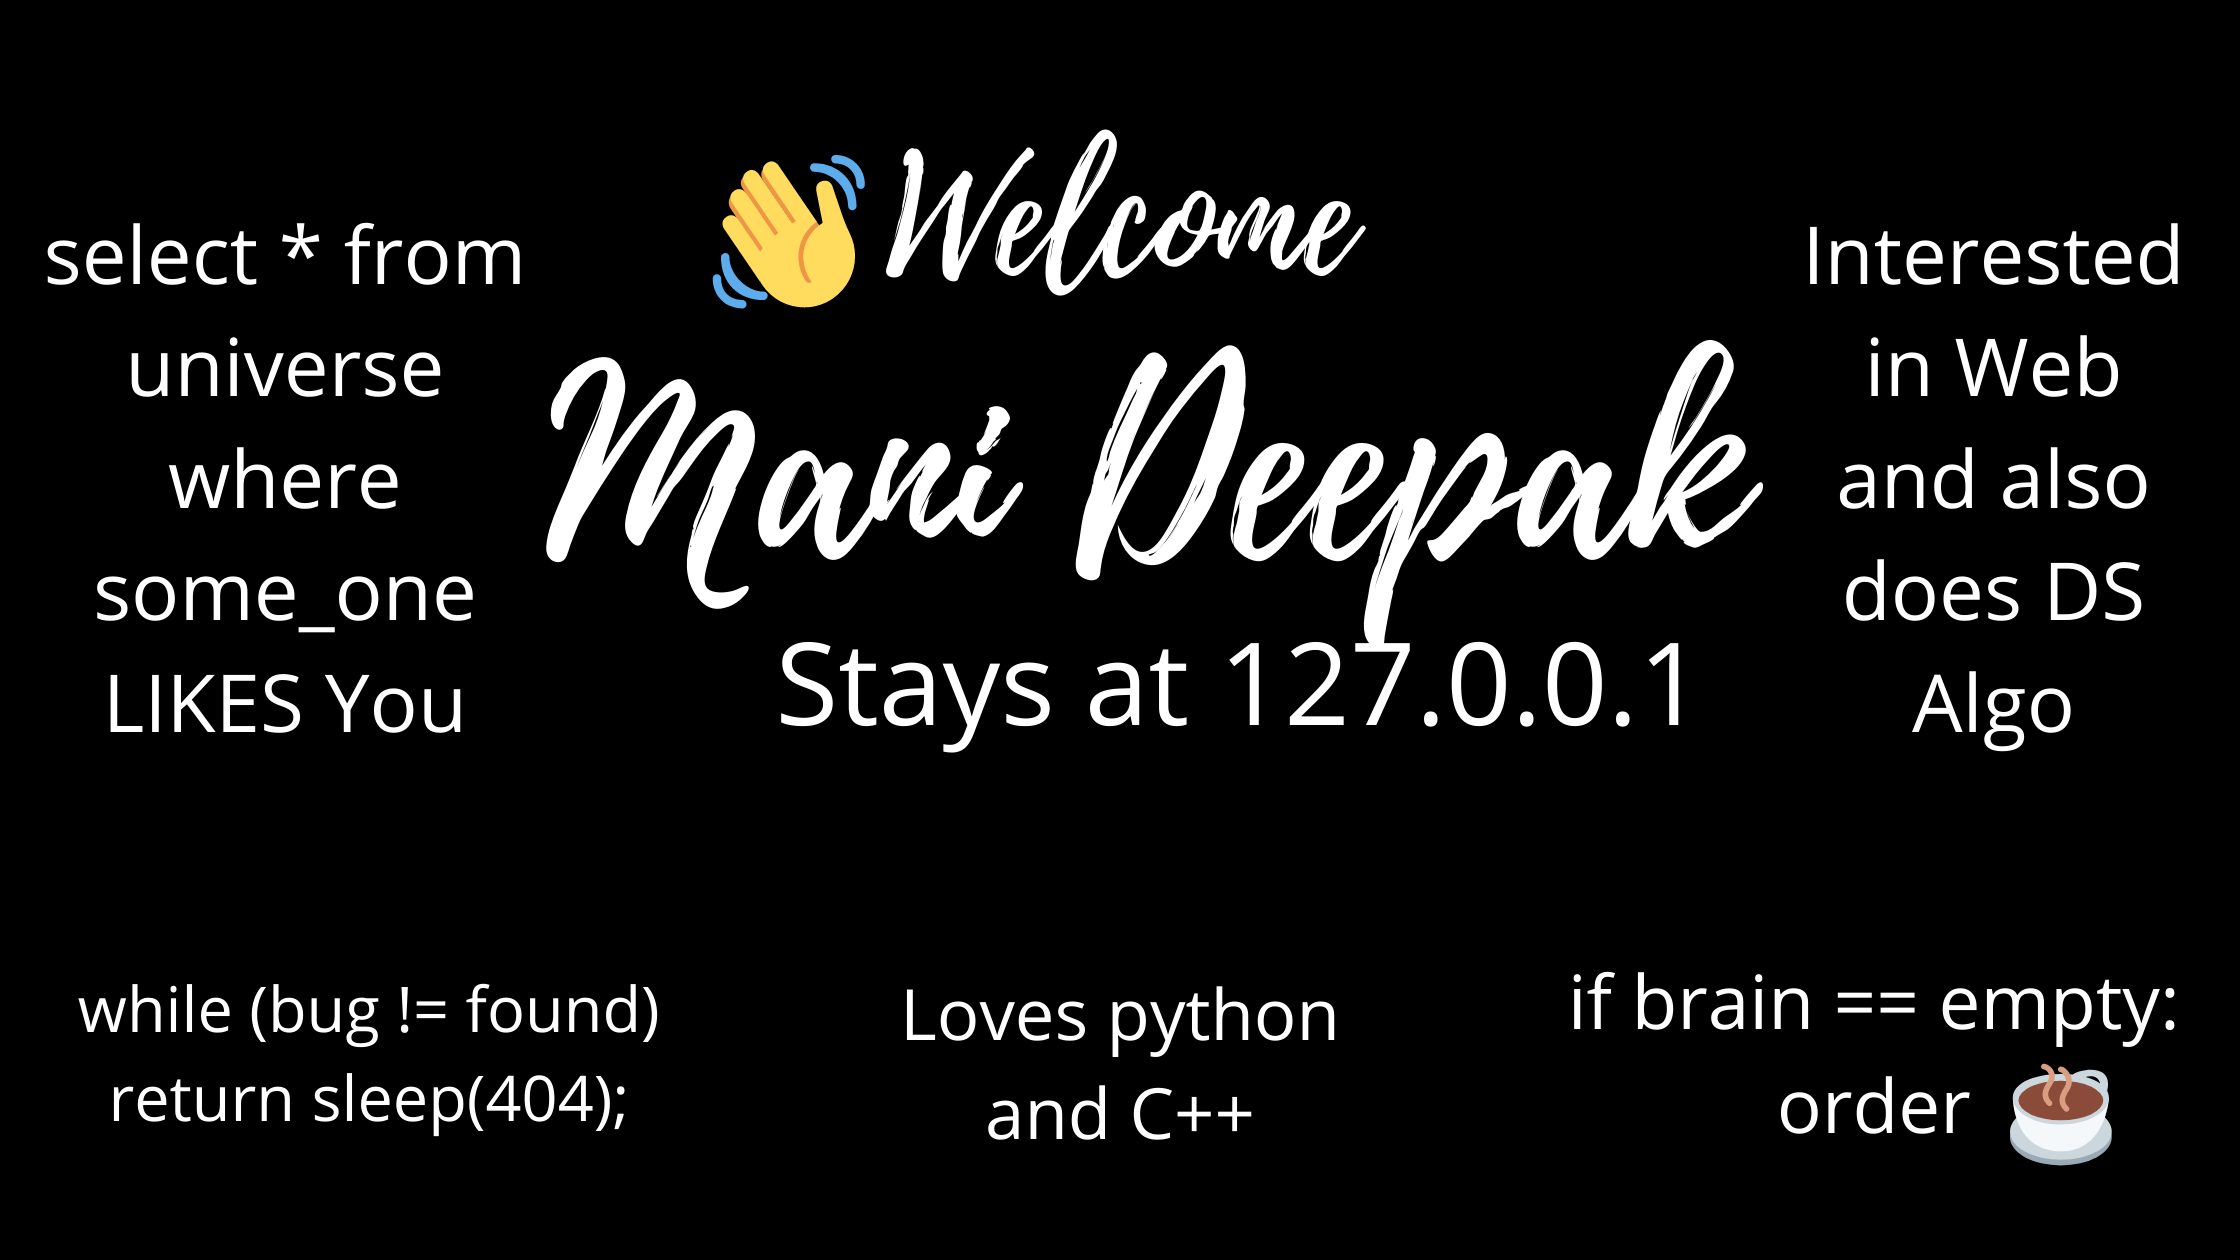 👋 Welcome
Mani Deepak
Stays at 127.0.0.1
select * from
universe
where
some_one
LIKES You
Interested
in Web
and also
does DS
Algo
while (bug != found)
return sleep(404);
Loves python
and C++
if brain == empty:
order ☕